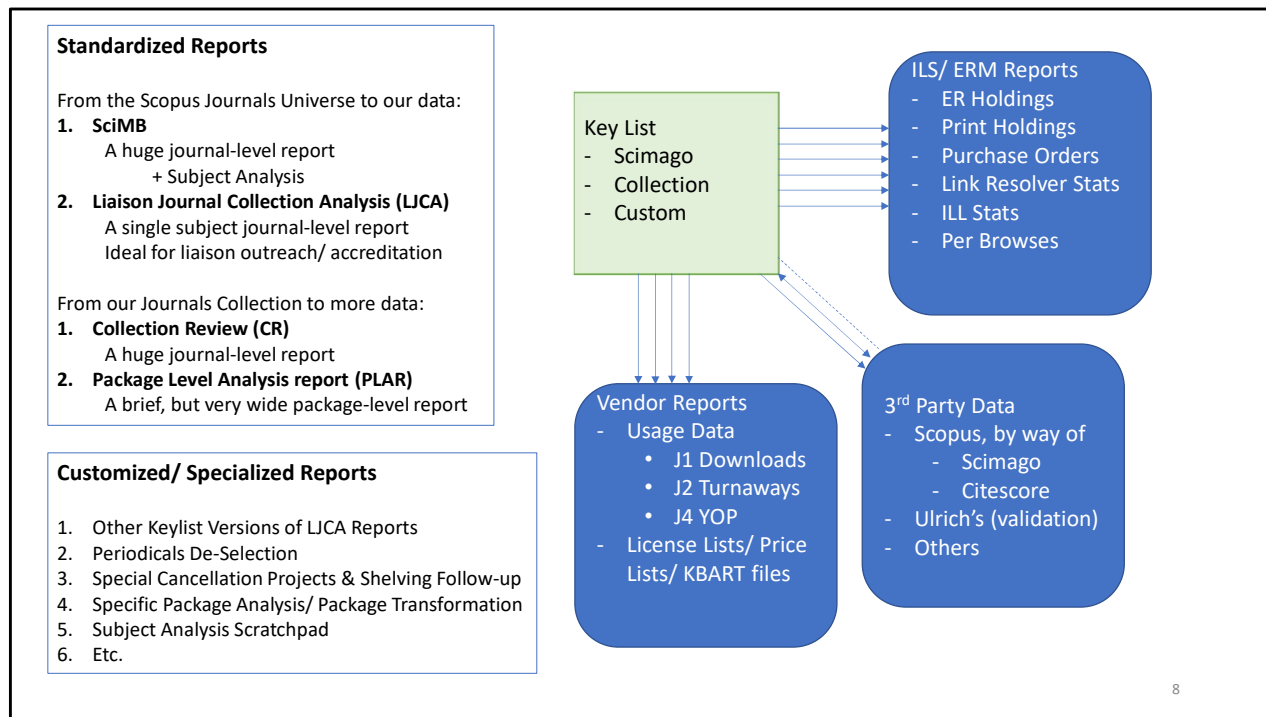 Standardized Reports
From the Scopus Journals Universe to our data:
1. SciMB
A huge journal-level report
+ Subject Analysis
2. Liaison Journal Collection Analysis (LJCA)
A single subject journal-level report
Ideal for liaison outreach/ accreditation
From our Journals Collection to more data:
1. Collection Review (CR)
A huge journal-level report
2. Package Level Analysis report (PLAR)
A brief, but very wide package-level report
Customized/ Specialized Reports
1. Other Keylist Versions of LJCA Reports
2. Periodicals De-Selection
3. Special Cancellation Projects & Shelving Follow-up
4. Specific Package Analysis/ Package Transformation
5. Subject Analysis Scratchpad
6. Etc.
Key List
- Scimago
- Collection
- Custom
ILS/ ERM Reports
- ER Holdings
- Print Holdings
- Purchase Orders
- Link Resolver Stats
- ILL Stats
- Per Browses
Vendor Reports
- Usage Data
• J1 Downloads
• J2 Turnaways
• J4 YOP
- License Lists/ Price
Lists/ KBART files
3rd Party Data
- Scopus, by way of
- Scimago
- Citescore
- Ulrich's (validation)
- Others
8